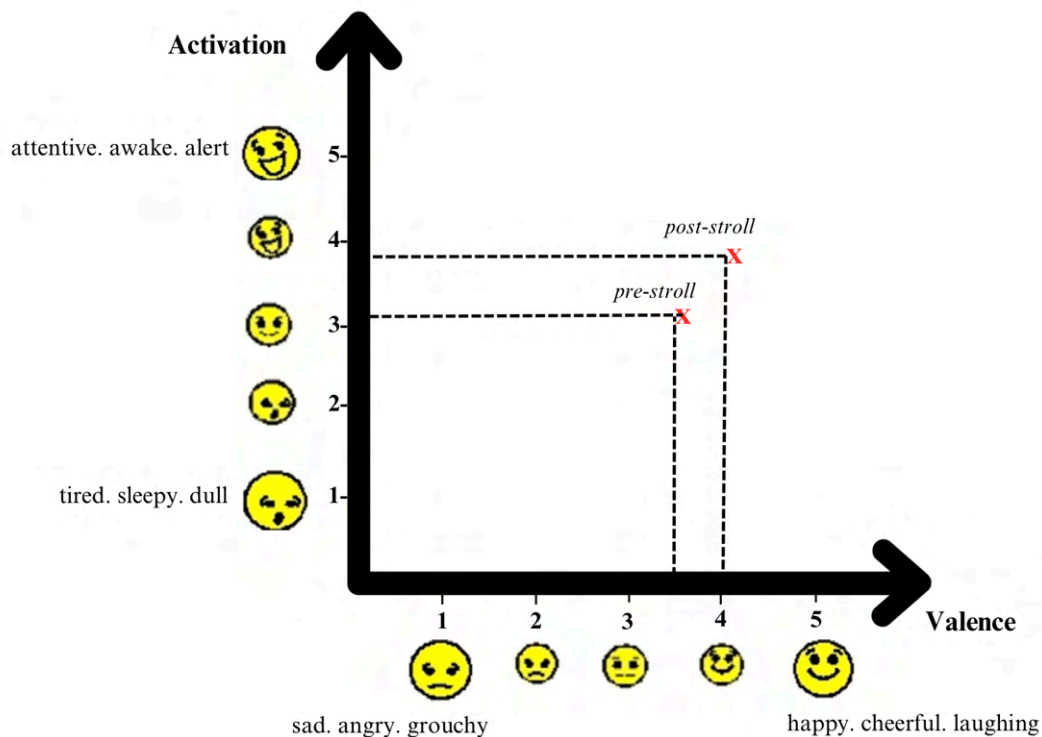 Activation
attentive. awake. alert
5
post-stroll
4
X
pre-stroll
X
3
2
tired. sleepy. dull
1
1 2 3 4 5
Valence
sad. angry. grouchy
happy. cheerful. laughing